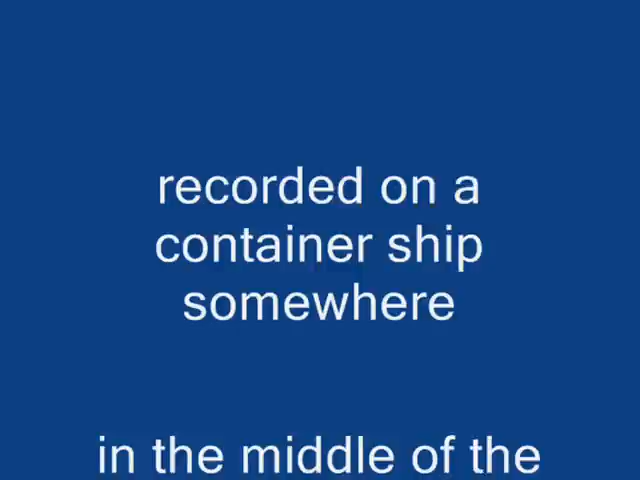 recorded on a
container ship
somewhere
in the middle of the